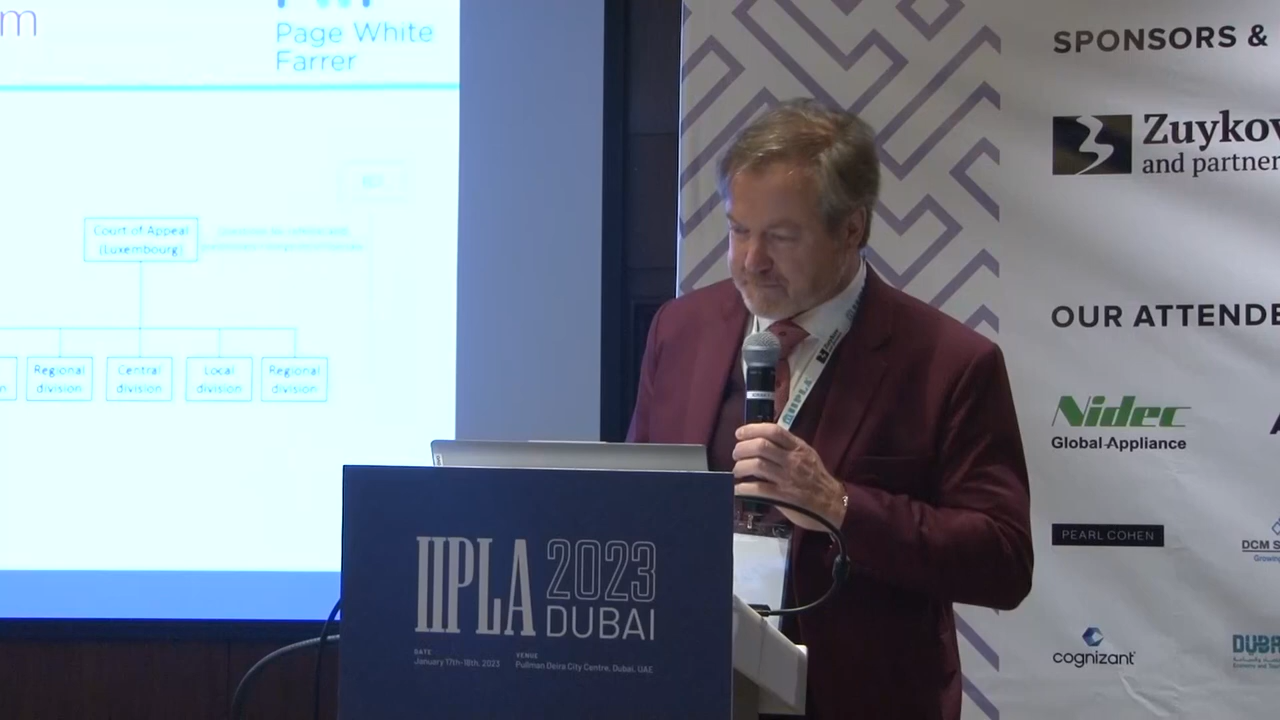 m
Page White
Farrer
Court of Appeal
(Luxembourg)
Regional
division
Central
division
Local
division
Regional
division
SPONSORS &
Zuykov
and partner
OUR ATTENDE
Nidec
Global Appliance
PEARL COHEN
DCM S
cognizant
DUBA
IIPLA
IIPLA 2023
DUBAI
DATE
January 17th-18th, 2023
VENUE
Pullman Deira City Centre, Dubai, UAE